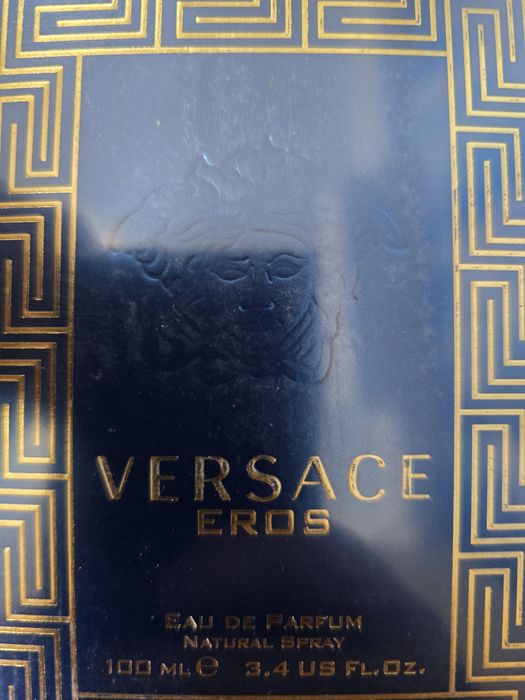 VERSACE
EROS
EAU DE PARFUM
NATURAL SPRAY
100 ML ℮ 3.4 US FL.OZ.